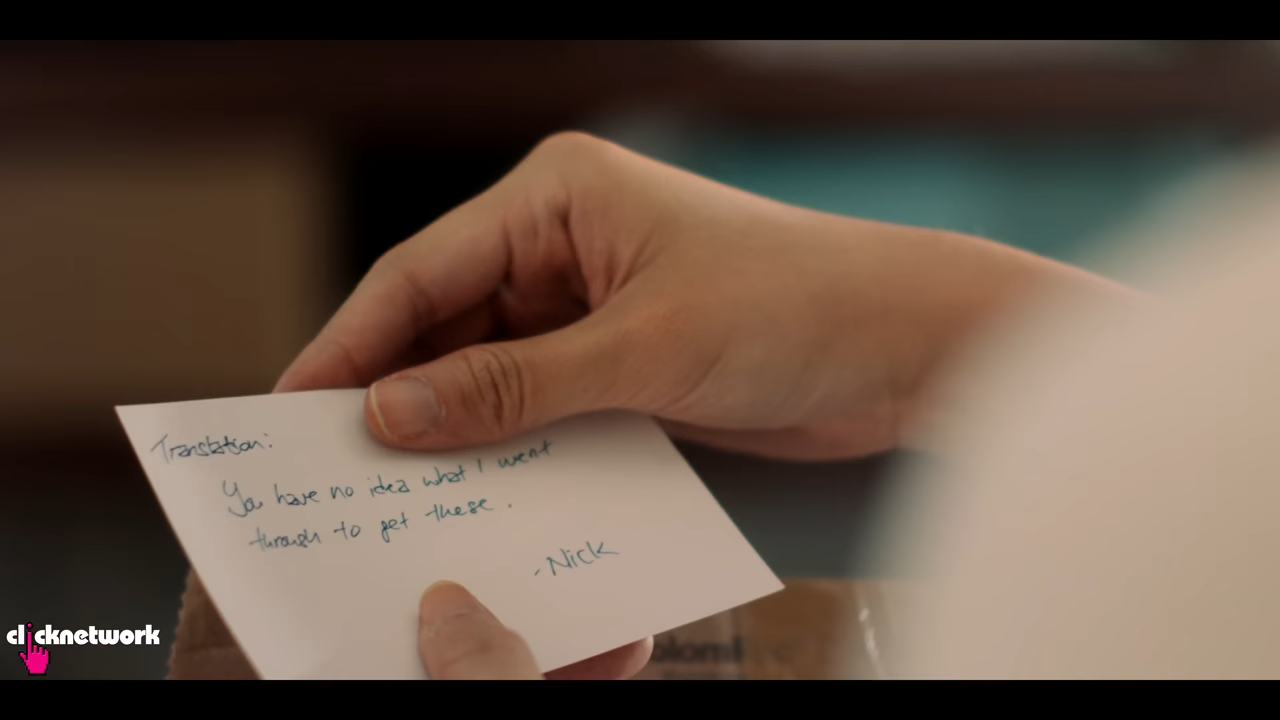 Translation:
You have no idea what I went
through to get these.
-Nick
clicknetwork